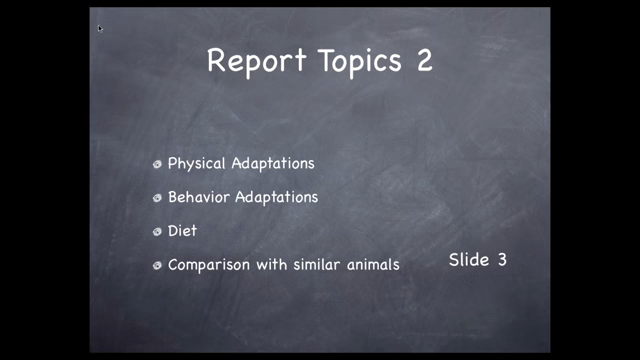 Report Topics 2
Physical Adaptations
Behavior Adaptations
Diet
Comparison with similar animals
Slide 3